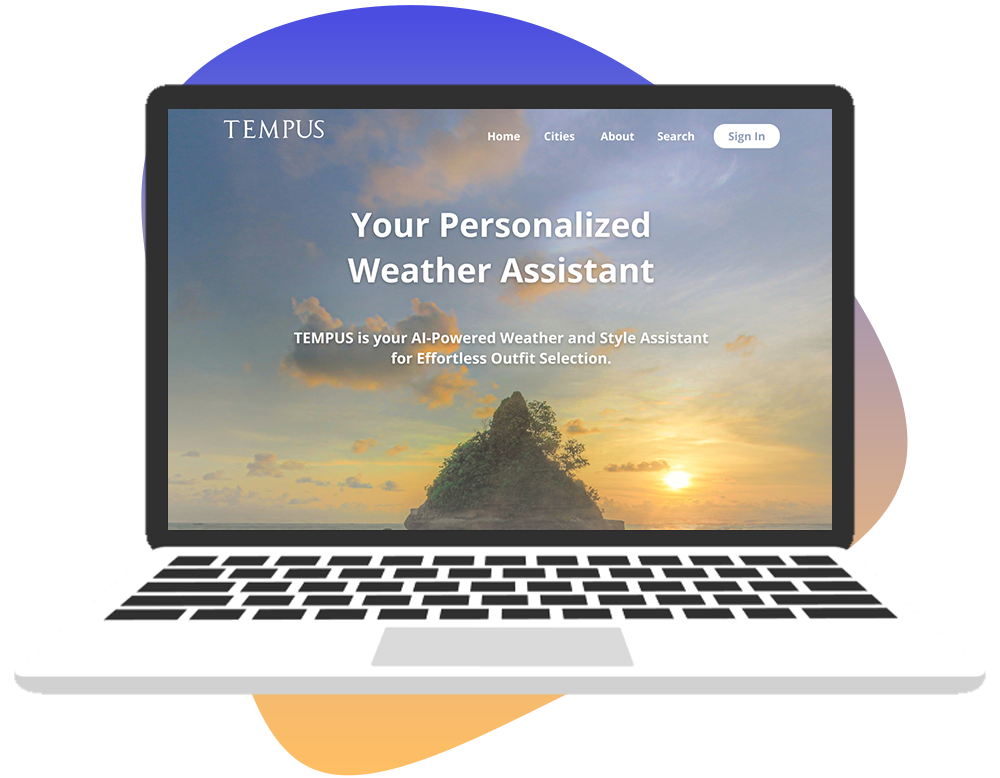 TEMPUS
Home Cities About Search Sign In
Your Personalized
Weather Assistant
TEMPUS is your AI-Powered Weather and Style Assistant
for Effortless Outfit Selection.